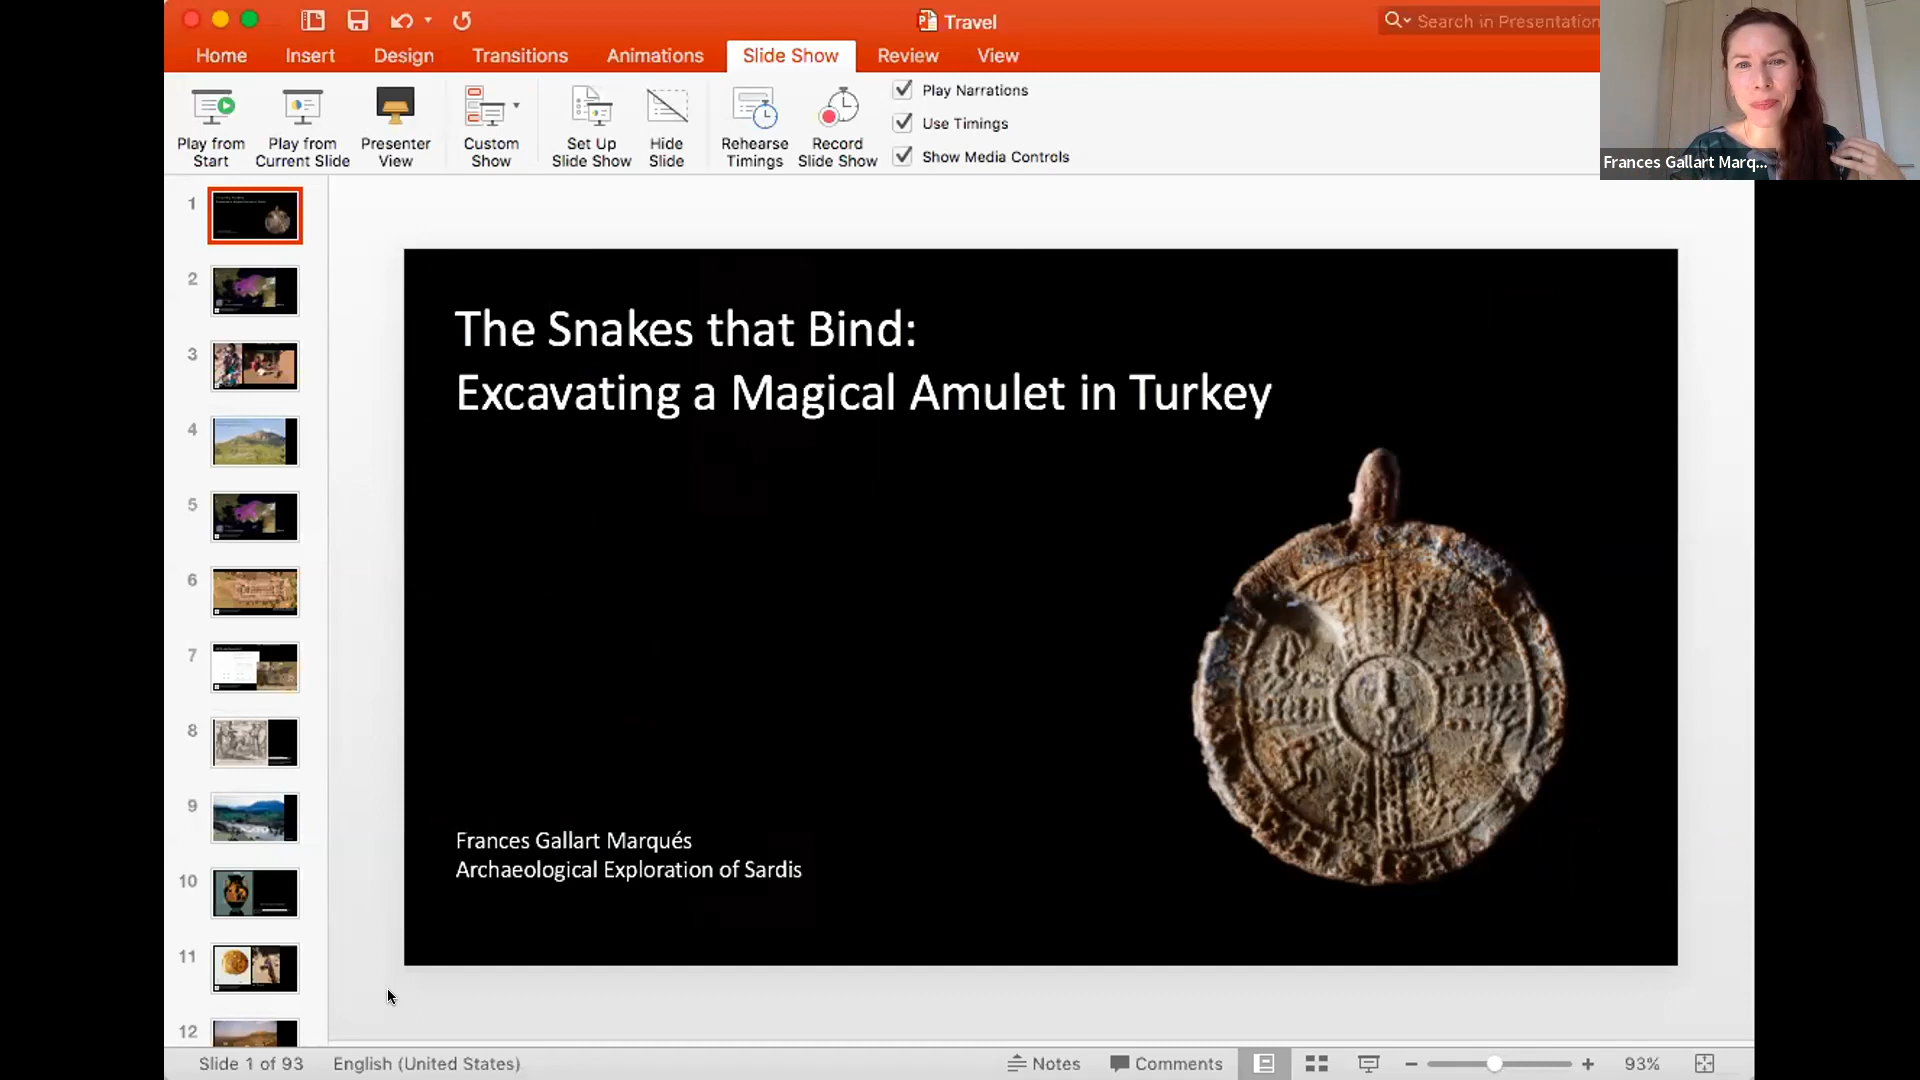 Travel
Search in Presentation
Home
Insert
Design
Transitions
Animations
Slide Show
Review
View
Play from
Start
Play from
Current Slide
Presenter
View
Custom
Show
Set Up
Slide Show
Hide
Slide
Rehearse
Timings
Record
Slide Show
Play Narrations
Use Timings
Show Media Controls
Frances Gallart Marq...
1
2
3
4
5
6
7
8
9
10
11
12
The Snakes that Bind:
Excavating a Magical Amulet in Turkey
Frances Gallart Marqués
Archaeological Exploration of Sardis
Slide 1 of 93
English (United States)
Notes
Comments
93%